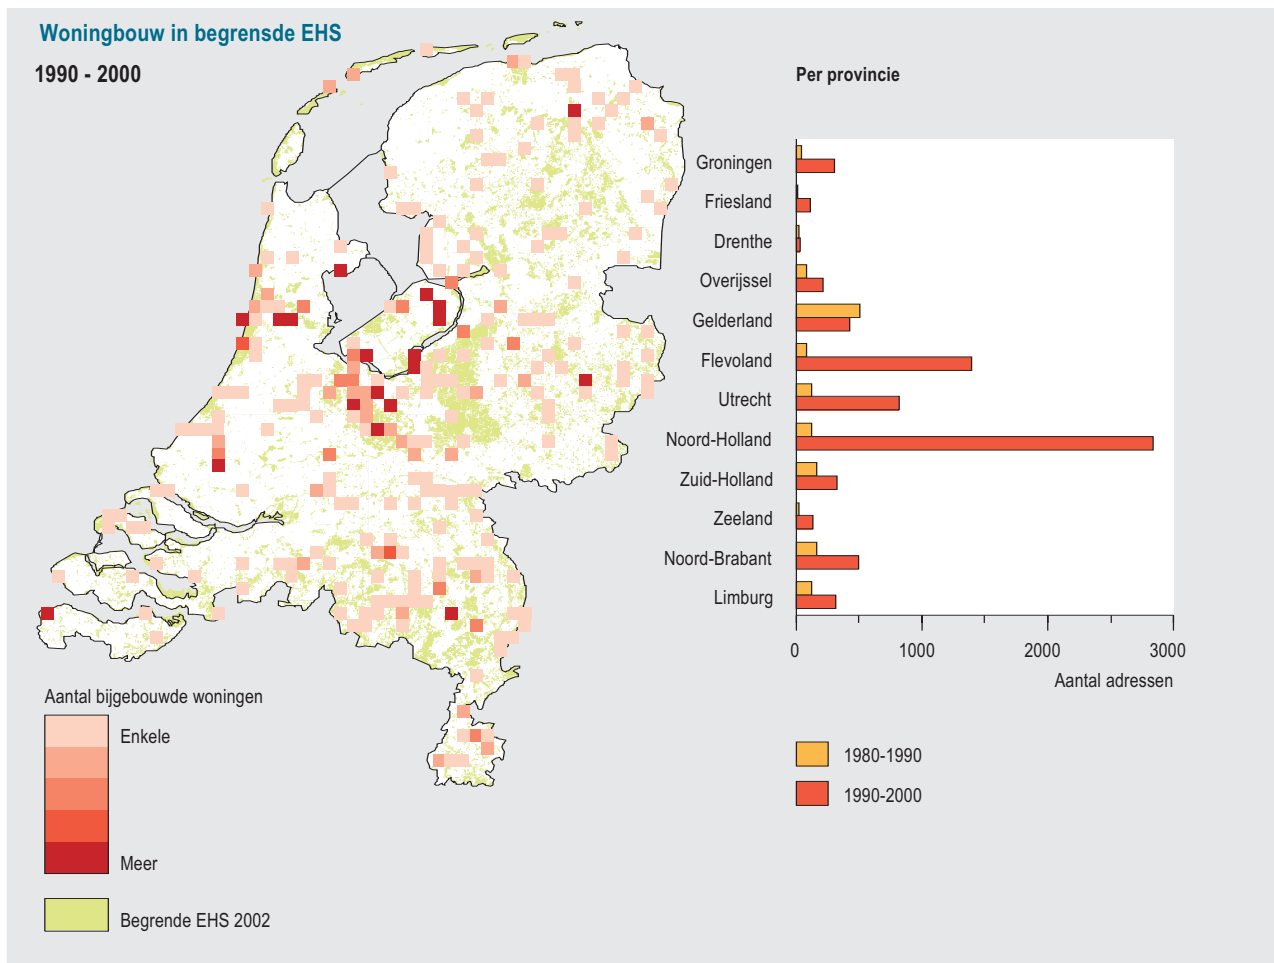 Woningbouw in begrensde EHS
1990 - 2000
Per provincie
Groningen
Friesland
Drenthe
Overijssel
Gelderland
Flevoland
Utrecht
Noord-Holland
Zuid-Holland
Zeeland
Noord-Brabant
Limburg
0 1000 2000 3000
Aantal adressen
1980-1990
1990-2000
Aantal bijgebouwde woningen
Enkele
Meer
Begrende EHS 2002